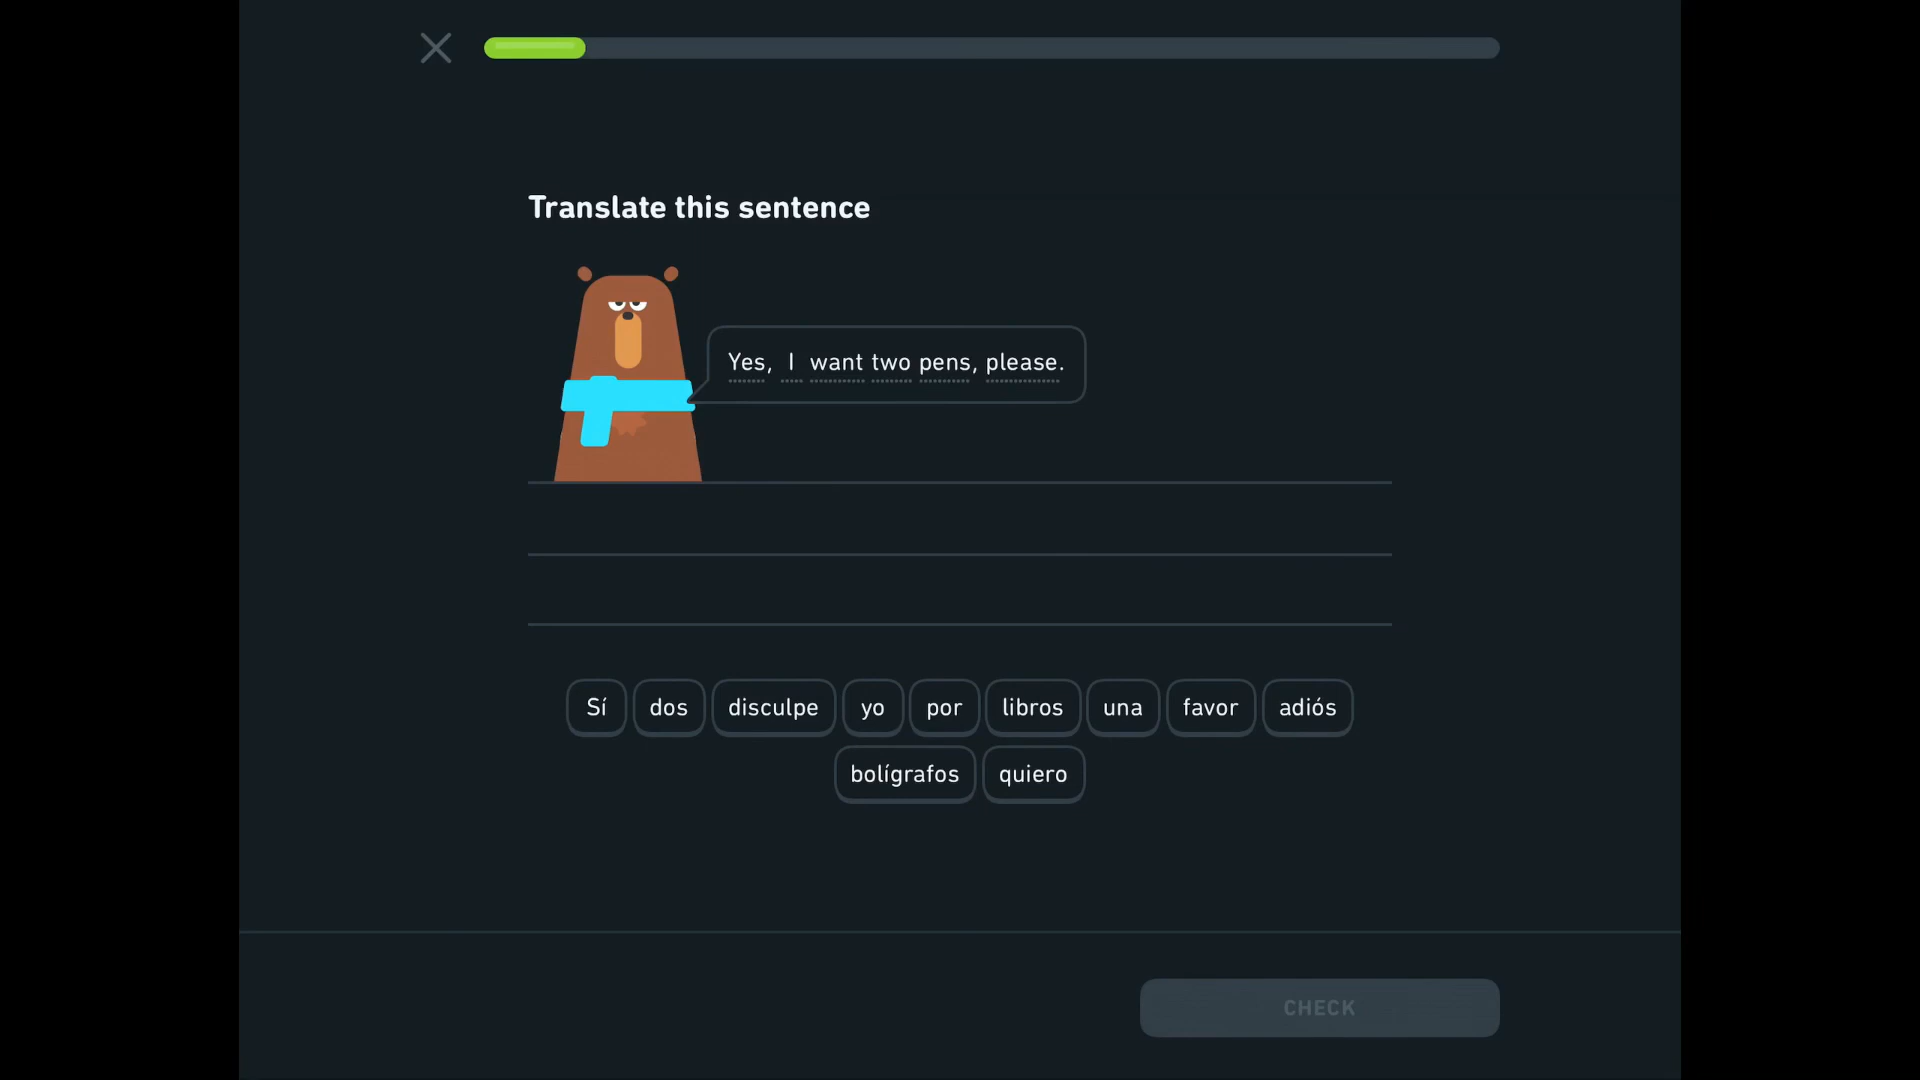 Translate this sentence
Yes, I want two pens, please.
Sí dos disculpe yo por libros una favor adiós
bolígrafos quiero
CHECK